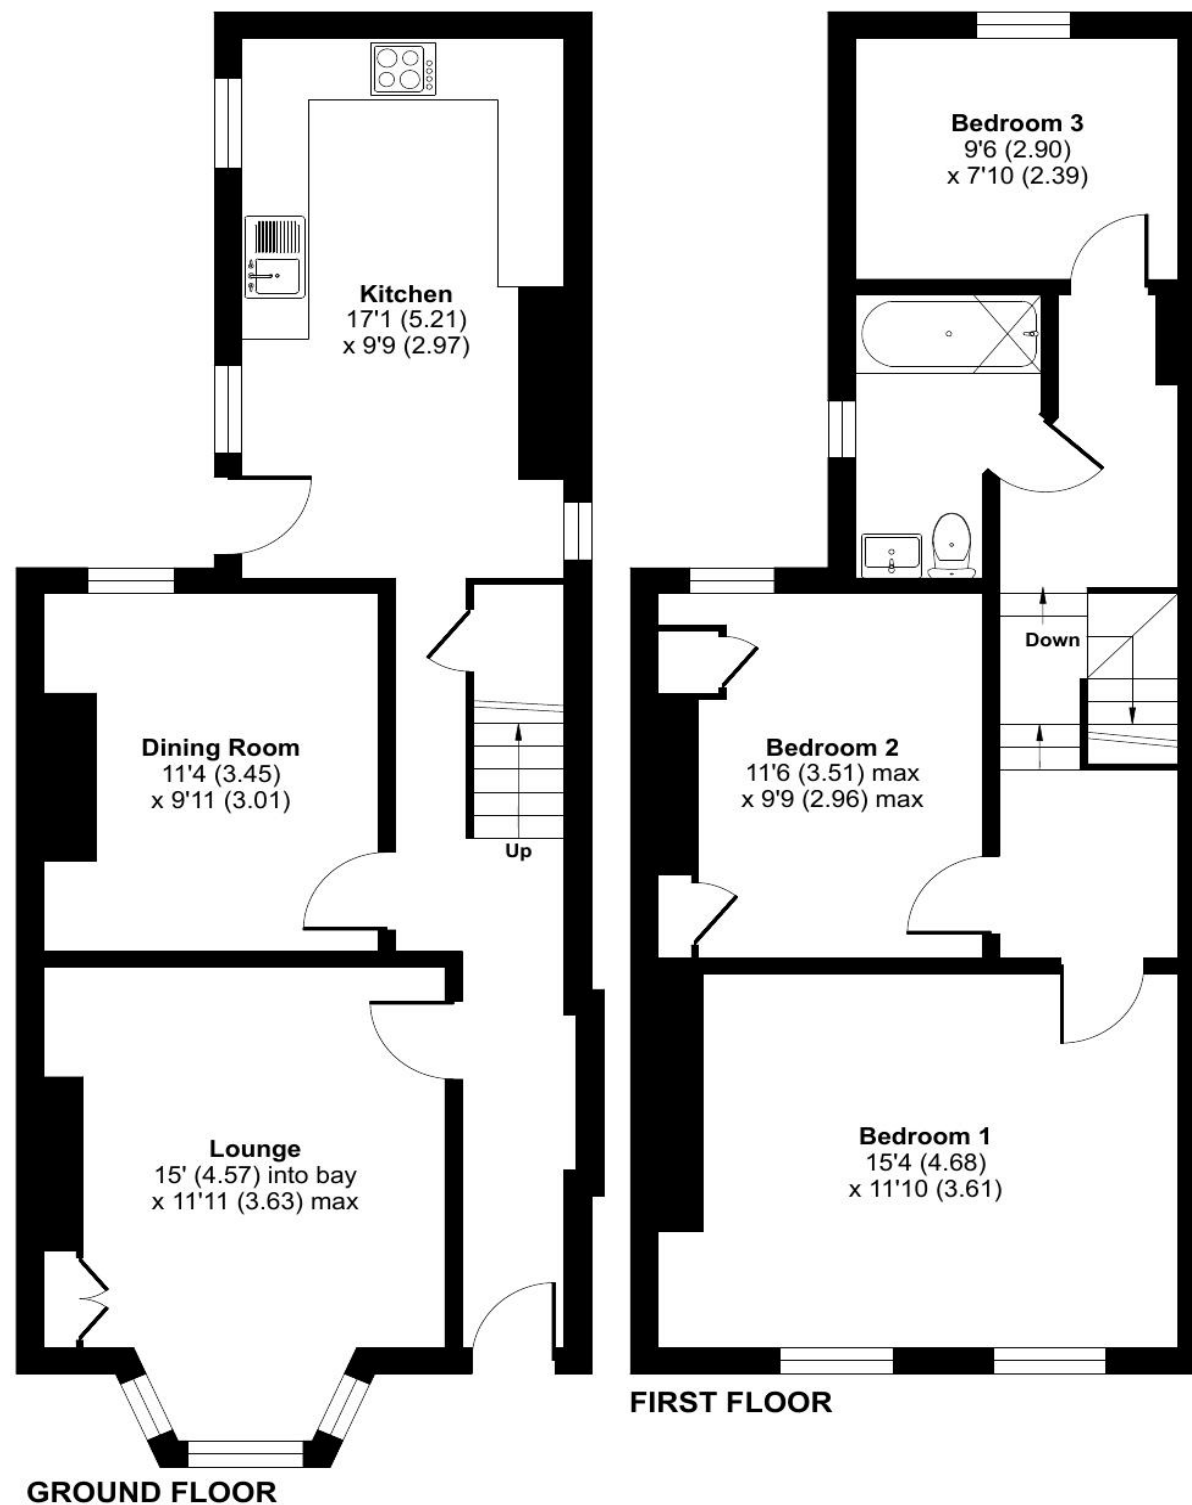 Kitchen
17'1 (5.21)
x 9'9 (2.97)
Dining Room
11'4 (3.45)
x 9'11 (3.01)
Up
Lounge
15' (4.57) into bay
x 11'11 (3.63) max
GROUND FLOOR
Bedroom 3
9'6 (2.90)
x 7'10 (2.39)
Down
Bedroom 2
11'6 (3.51) max
x 9'9 (2.96) max
Bedroom 1
15'4 (4.68)
x 11'10 (3.61)
FIRST FLOOR